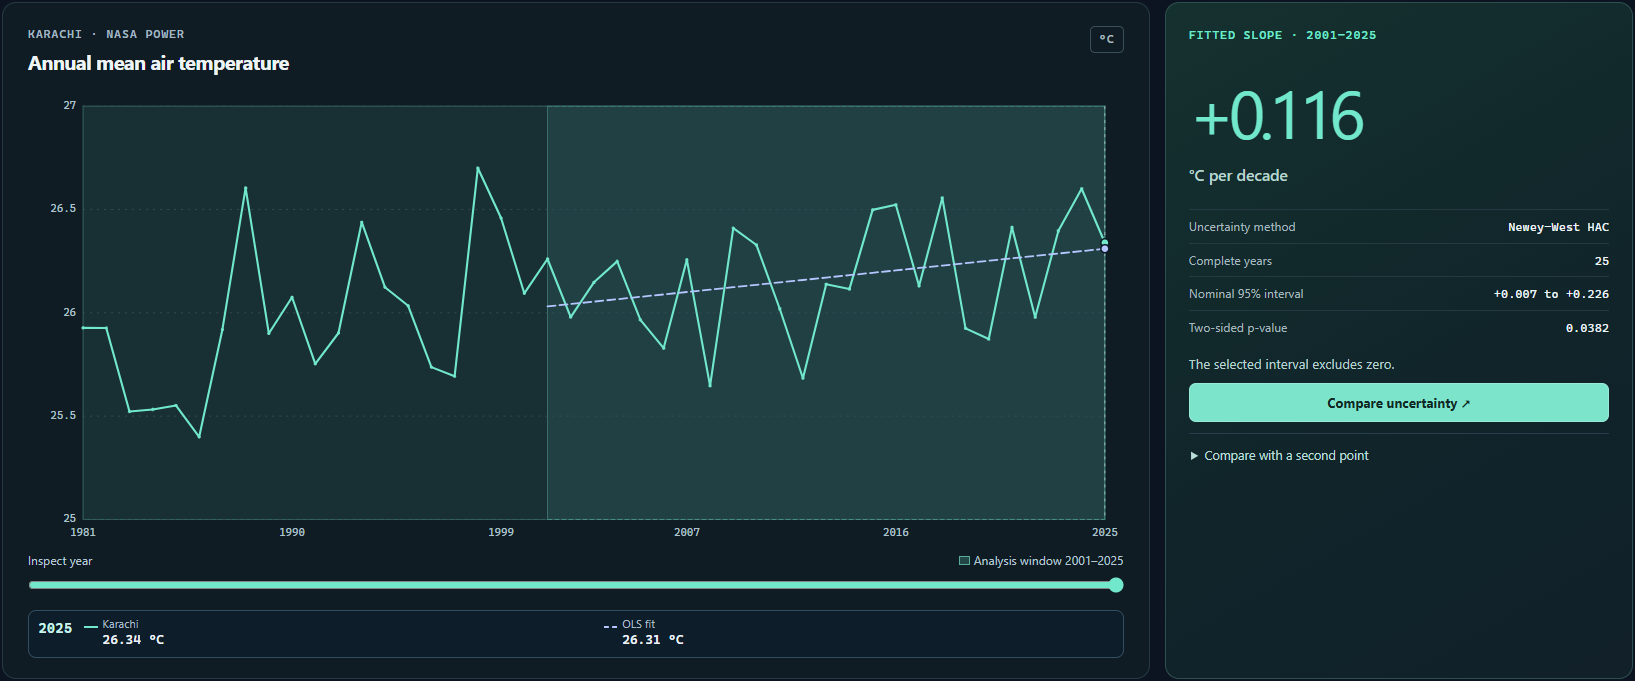 KARACHI · NASA POWER
Annual mean air temperature
°C
27
26.5
26
25.5
25
1981
1990
1999
2007
2016
2025
Inspect year
Analysis window 2001–2025
2025
Karachi
26.34 °C
OLS fit
26.31 °C
FITTED SLOPE · 2001–2025
+0.116
°C per decade
Uncertainty method Newey–West HAC
Complete years 25
Nominal 95% interval +0.007 to +0.226
Two-sided p-value 0.0382
The selected interval excludes zero.
Compare uncertainty ↗
▶ Compare with a second point